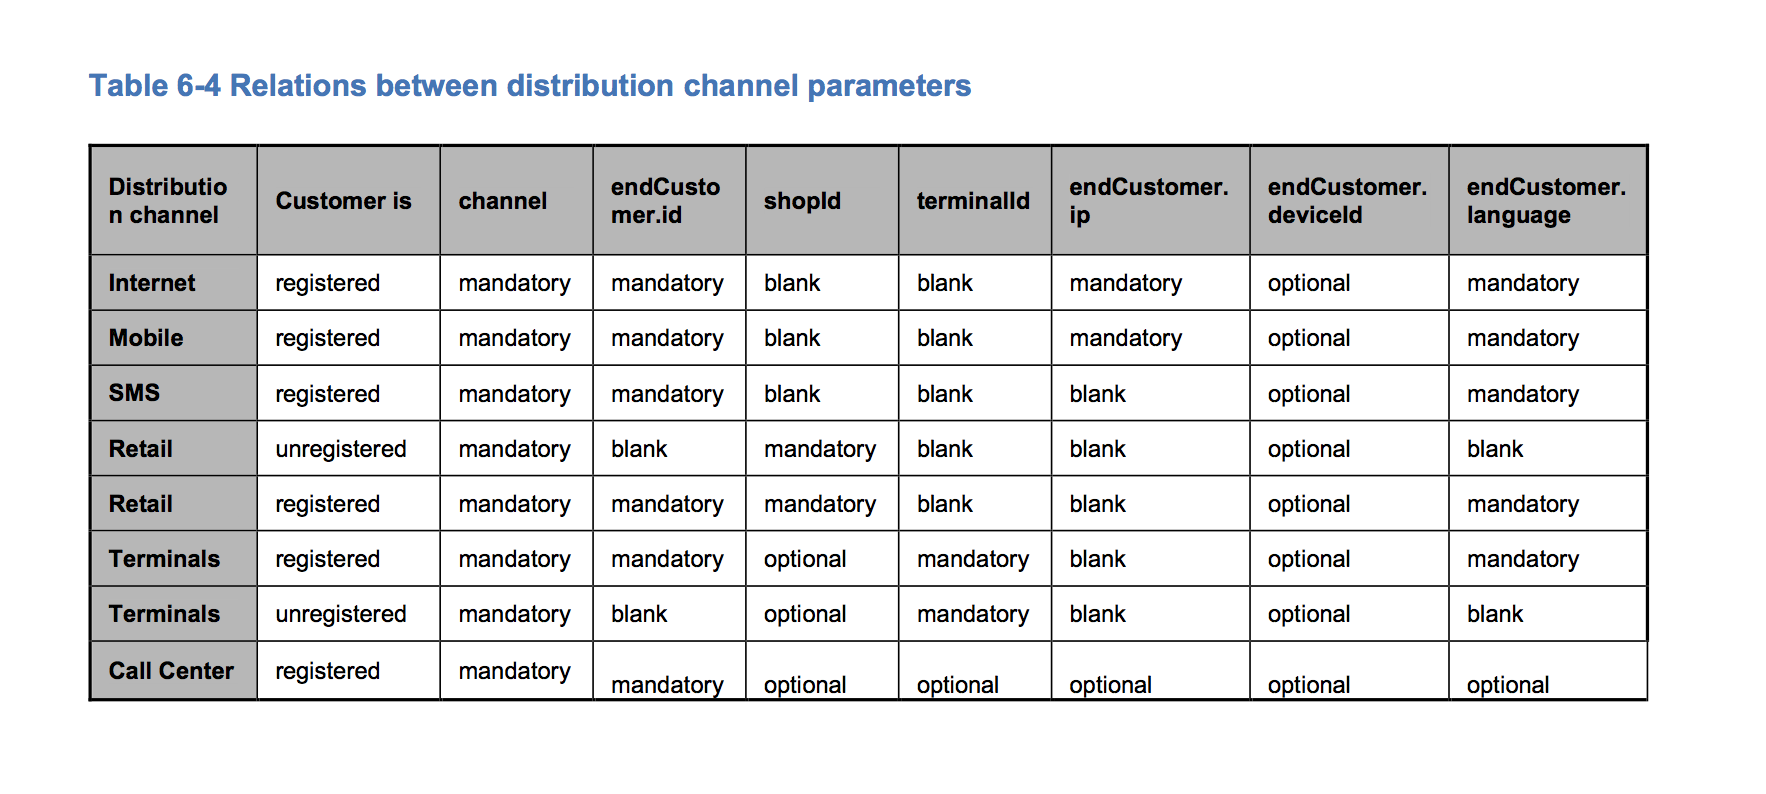 Table 6-4 Relations between distribution channel parameters
Distributio n channel Customer is channel endCusto mer.id shopId terminalId endCustomer. ip endCustomer. deviceId endCustomer. language
Internet registered mandatory mandatory blank blank mandatory optional mandatory
Mobile registered mandatory mandatory blank blank mandatory optional mandatory
SMS registered mandatory mandatory blank blank blank optional mandatory
Retail unregistered mandatory blank mandatory blank blank optional blank
Retail registered mandatory mandatory mandatory blank blank optional mandatory
Terminals registered mandatory mandatory optional mandatory blank optional mandatory
Terminals unregistered mandatory blank optional mandatory blank optional blank
Call Center registered mandatory mandatory optional optional optional optional optional